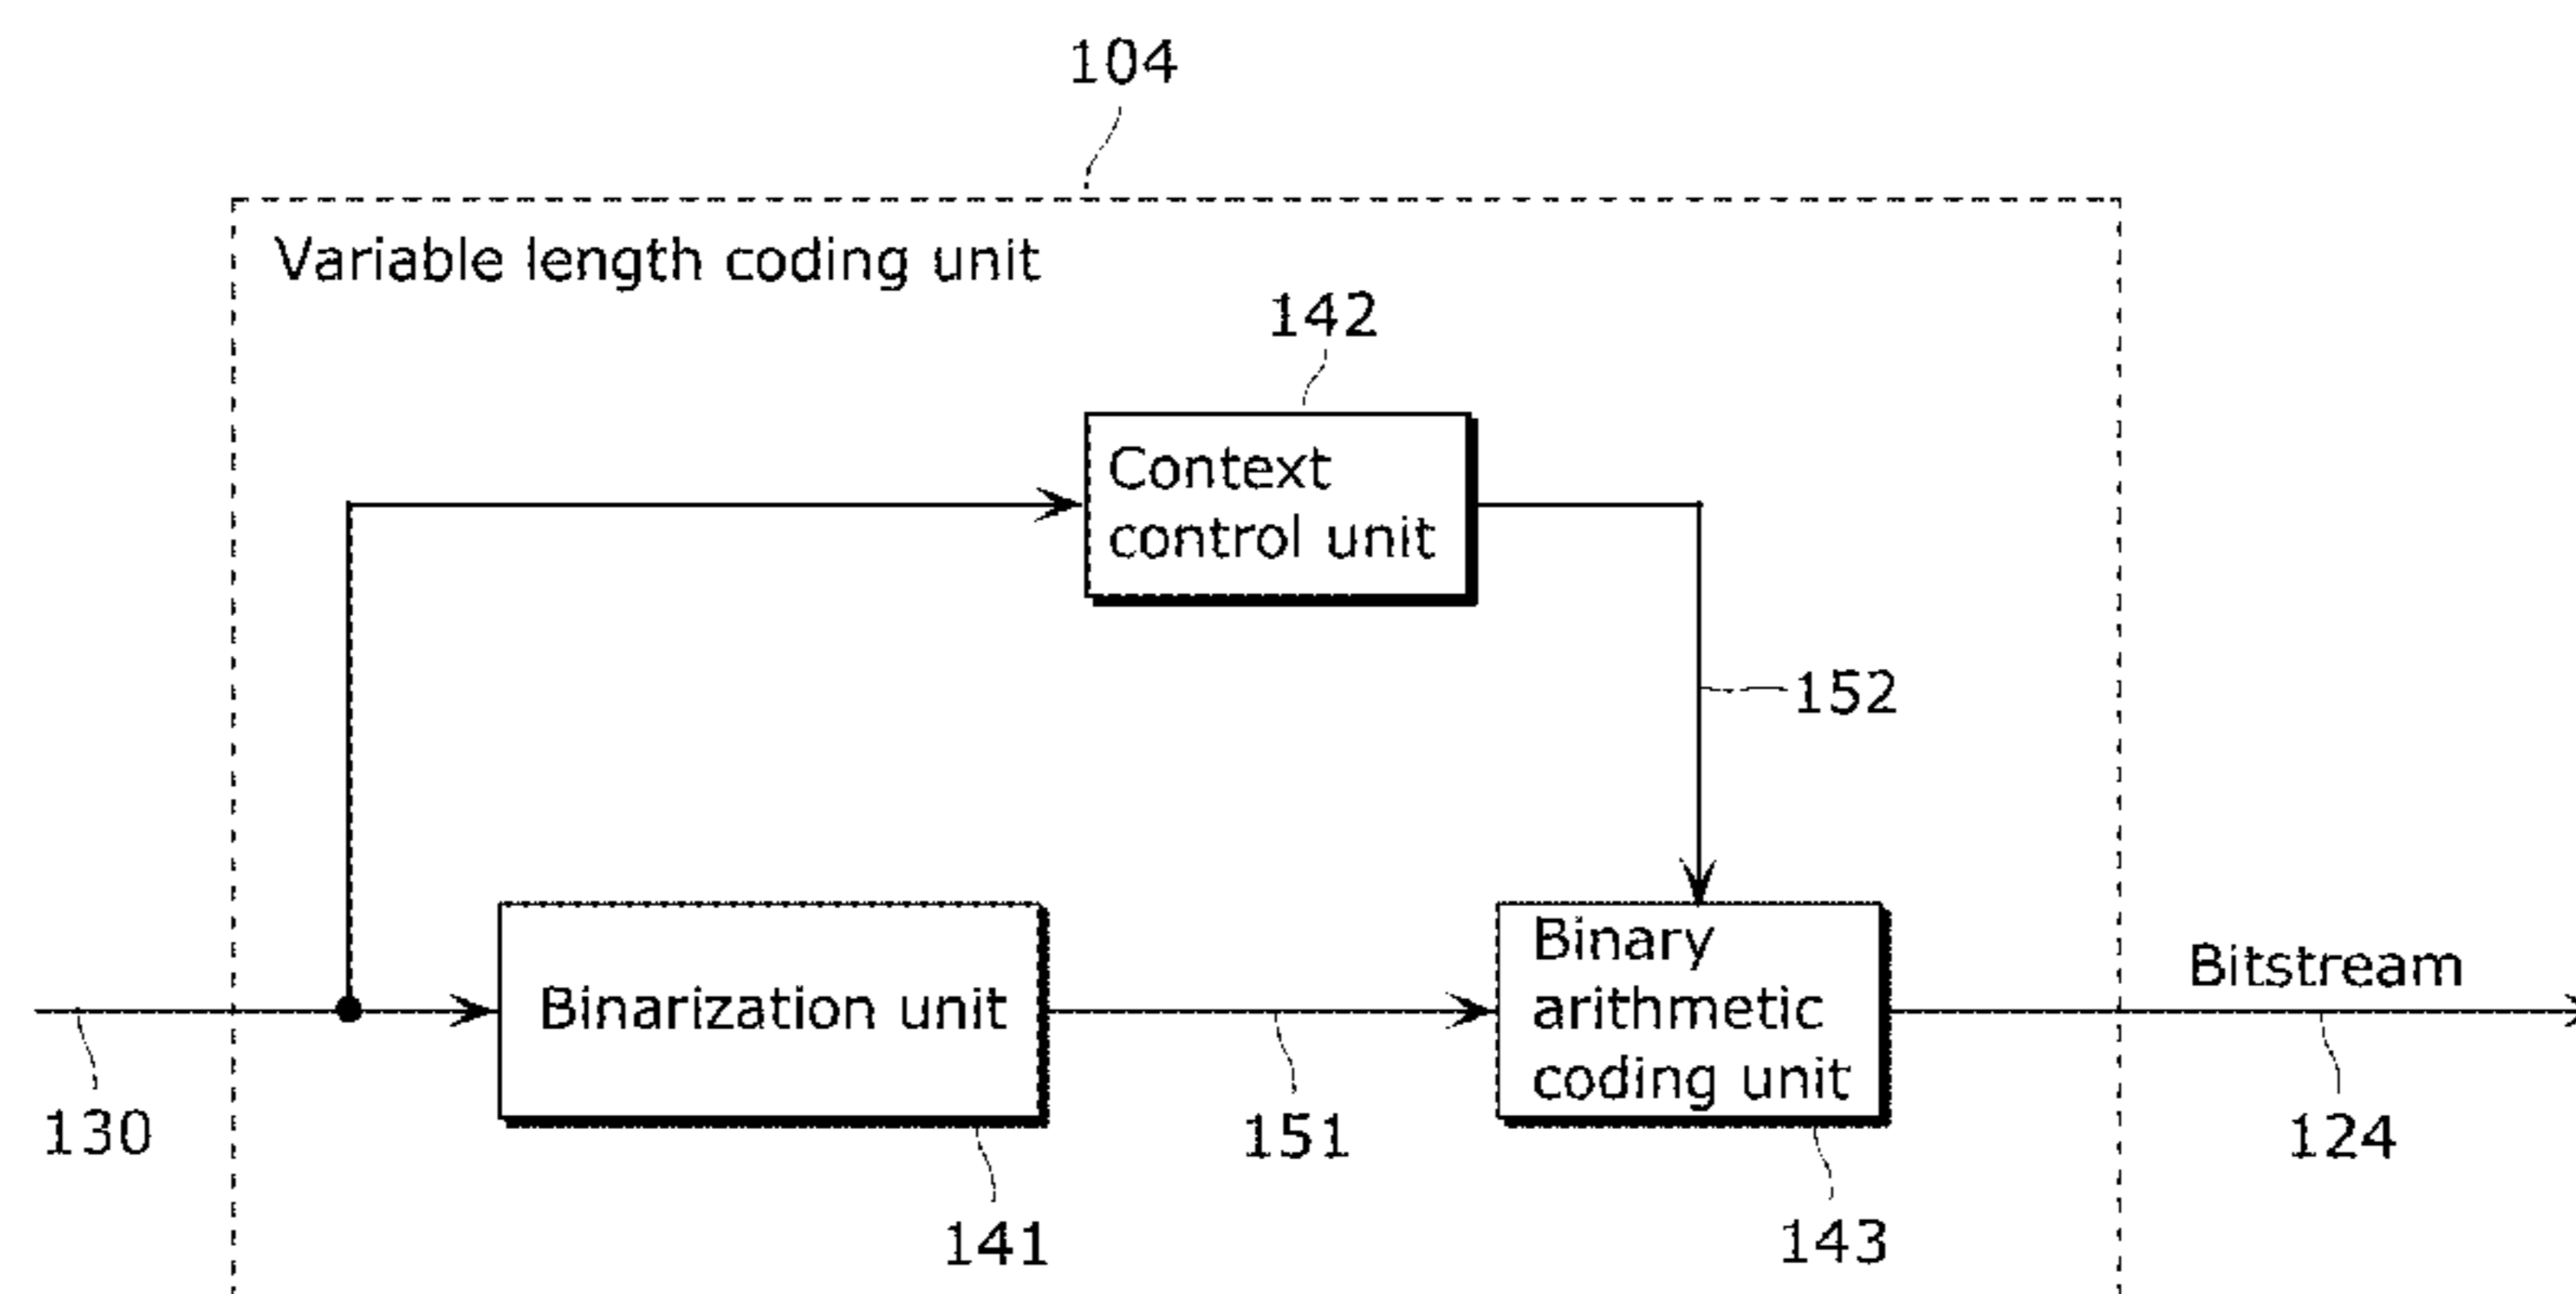 104
Variable length coding unit
142
Context
control unit
152
Binary
arithmetic
coding unit
Binarization unit
Bitstream
130
151
124
141
143